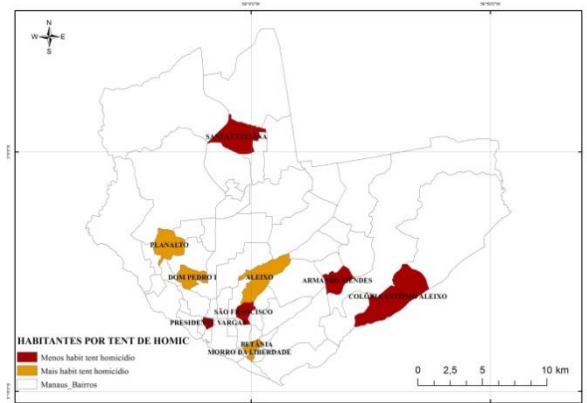 N
W E
S
SANTA ETELVINA
PLANALTO
DOM PEDRO I
ALEIXO
ARMANDO MENDES
COLÔNIA ANTÔNIO ALEIXO
SÃO FRANCISCO
PRESIDENTE VARGAS
BETÂNIA
MORRO DA LIBERDADE
HABITANTES POR TENT DE HOMIC
Menos habit tent homicídio
Mais habit tent homicídio
Manaus_Bairros
0 2,5 5 10 km